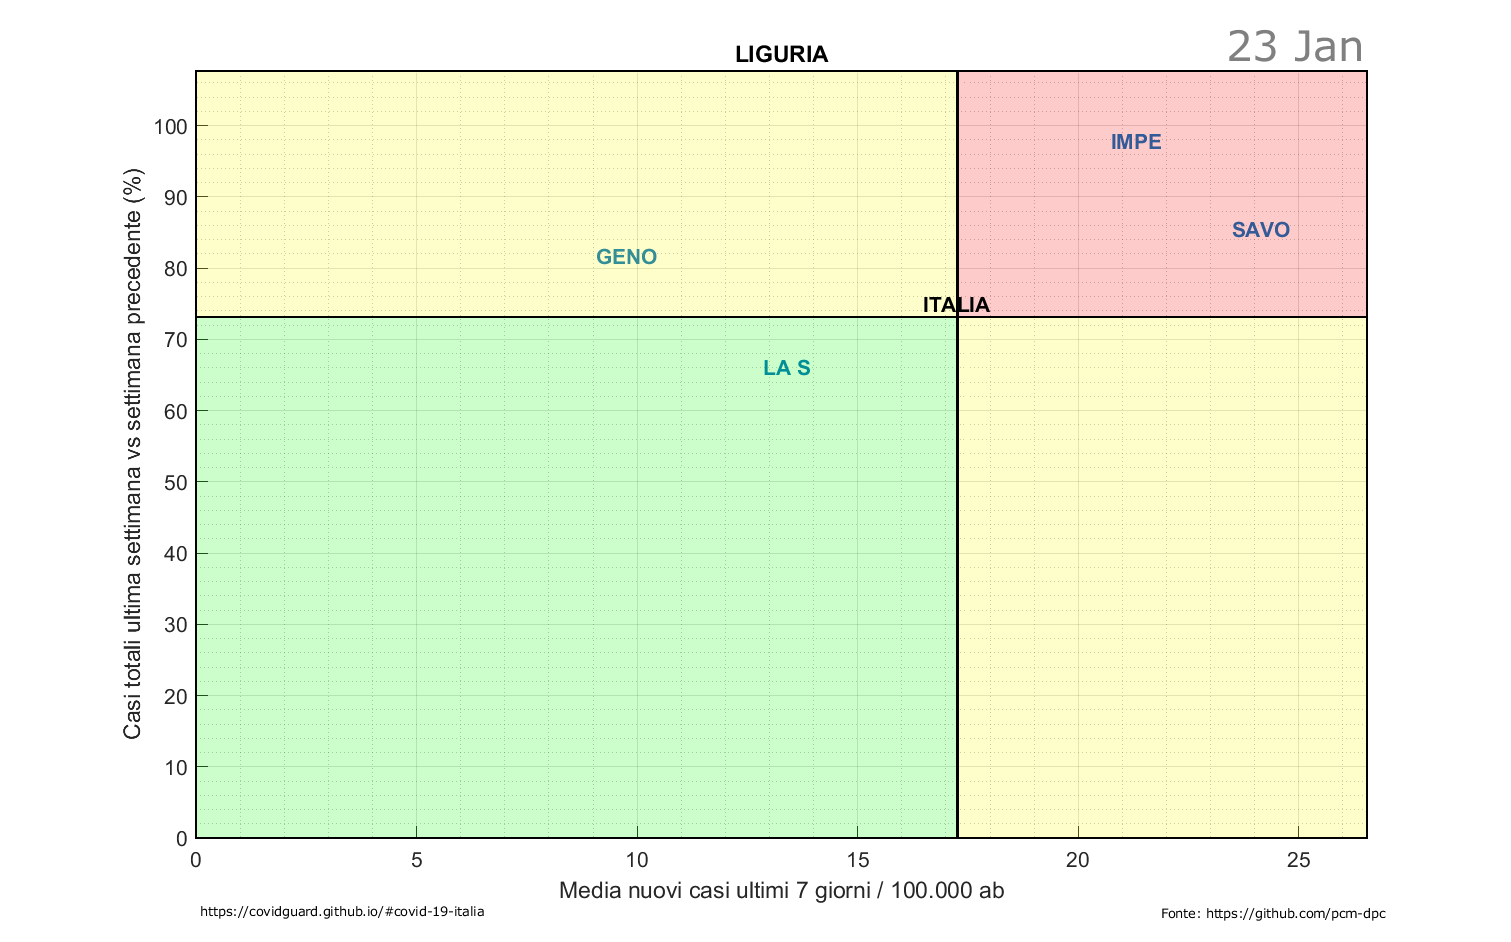 LIGURIA
23 Jan
Casi totali ultima settimana vs settimana precedente (%)
100
90
80
70
60
50
40
30
20
10
0
IMPE
SAVO
GENO
ITALIA
LA S
0 5 10 15 20 25
Media nuovi casi ultimi 7 giorni / 100.000 ab
https://covidguard.github.io/#covid-19-italia
Fonte: https://github.com/pcm-dpc